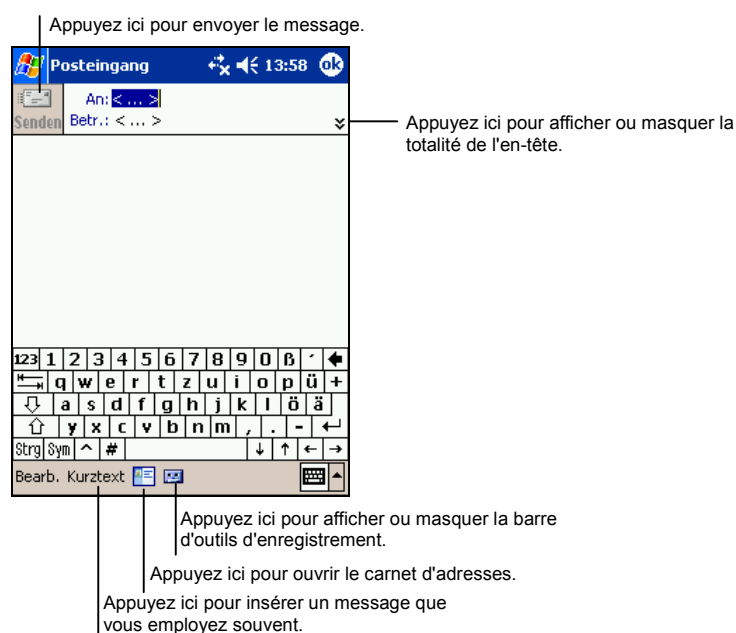 Appuyez ici pour envoyer le message.
Posteingang 13:58 ok
An: < ... >
Senden Betr.: < ... >
Appuyez ici pour afficher ou masquer la
totalité de l'en-tête.
123 1 2 3 4 5 6 7 8 9 0 ß ´
q w e r t z u i o p ü +
a s d f g h j k l ö ä
y x c v b n m , . -
Strg Sym ^ # ↓ ↑ ← →
Bearb. Kurztext
Appuyez ici pour afficher ou masquer la barre
d'outils d'enregistrement.
Appuyez ici pour ouvrir le carnet d'adresses.
Appuyez ici pour insérer un message que
vous employez souvent.